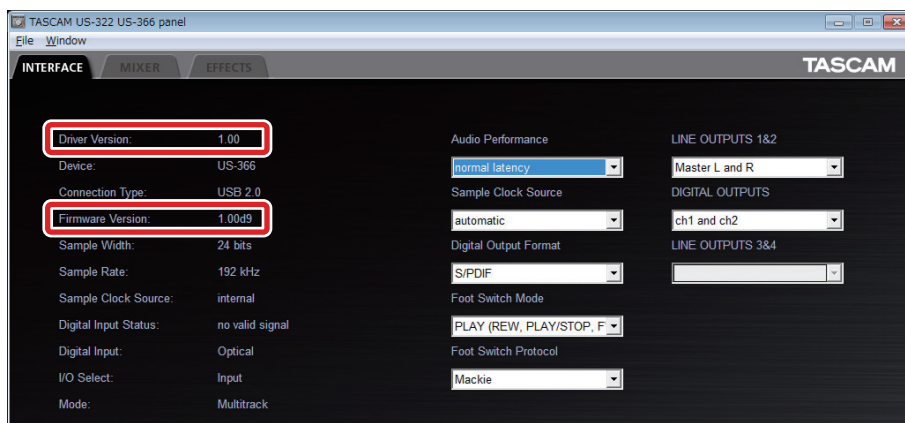 TASCAM US-322 US-366 panel
File Window
INTERFACE MIXER EFFECTS TASCAM
Driver Version: 1.00
Device: US-366
Connection Type: USB 2.0
Firmware Version: 1.00d9
Sample Width: 24 bits
Sample Rate: 192 kHz
Sample Clock Source: internal
Digital Input Status: no valid signal
Digital Input: Optical
I/O Select: Input
Mode: Multitrack
Audio Performance
normal latency
Sample Clock Source
automatic
Digital Output Format
S/PDIF
Foot Switch Mode
PLAY (REW, PLAY/STOP, F
Foot Switch Protocol
Mackie
LINE OUTPUTS 1&2
Master L and R
DIGITAL OUTPUTS
ch1 and ch2
LINE OUTPUTS 3&4